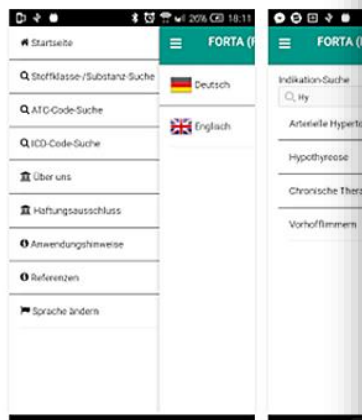 20% 18:11
Startseite
Stoffklasse-/Substanz-Suche
ATC-Code-Suche
ICD-Code-Suche
Über uns
Haftungsausschluss
Anwendungshinweise
Referenzen
Sprache ändern
FORTA (F
Deutsch
Englisch
FORTA (
Indikation-Suche
Hy
Arterielle Hyperto
Hypothyreose
Chronische Thera
Vorhofflimmern